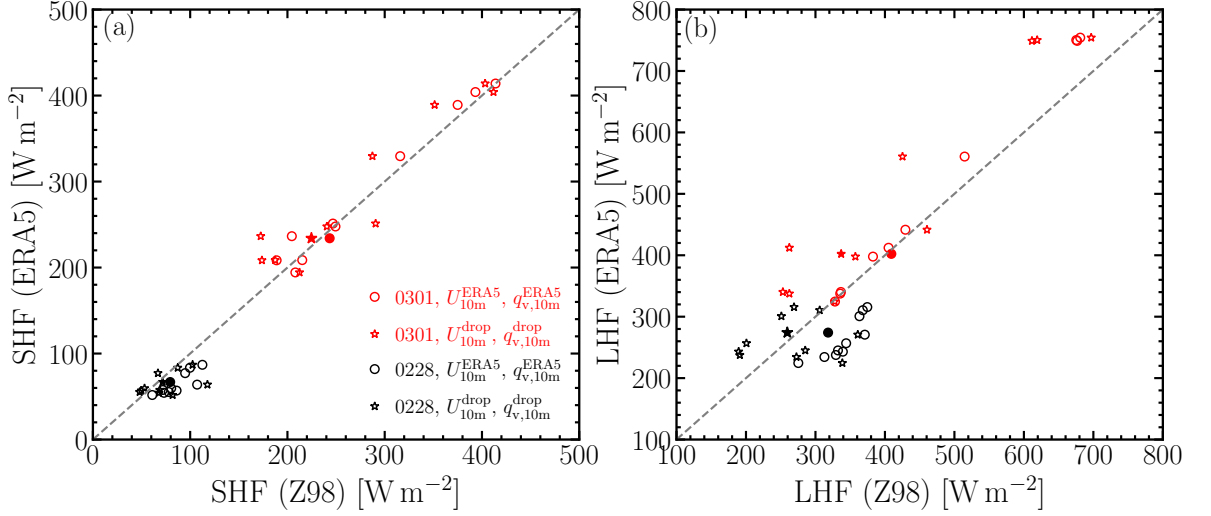 (a)
500
400
300
200
100
0
SHF (ERA5) [W m⁻²]
0301, U₁₀ₘ^ERA5, qᵥ,₁₀ₘ^ERA5
0301, U₁₀ₘ^drop, qᵥ,₁₀ₘ^drop
0228, U₁₀ₘ^ERA5, qᵥ,₁₀ₘ^ERA5
0228, U₁₀ₘ^drop, qᵥ,₁₀ₘ^drop
0 100 200 300 400 500
SHF (Z98) [W m⁻²]
(b)
800
700
600
500
400
300
200
100
LHF (ERA5) [W m⁻²]
100 200 300 400 500 600 700 800
LHF (Z98) [W m⁻²]